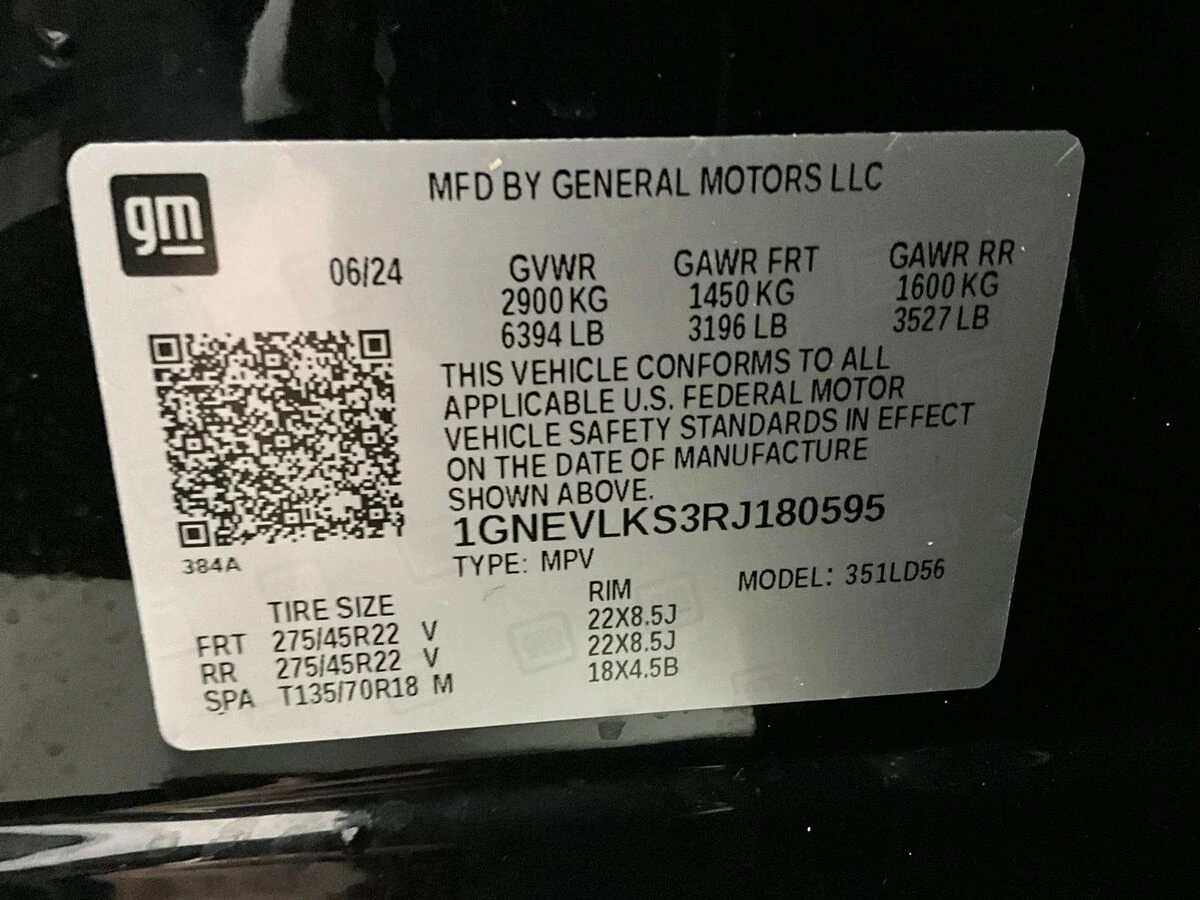 gm
MFD BY GENERAL MOTORS LLC
06/24 GVWR GAWR FRT GAWR RR
2900 KG 1450 KG 1600 KG
6394 LB 3196 LB 3527 LB
THIS VEHICLE CONFORMS TO ALL
APPLICABLE U.S. FEDERAL MOTOR
VEHICLE SAFETY STANDARDS IN EFFECT
ON THE DATE OF MANUFACTURE
SHOWN ABOVE.
1GNEVLKS3RJ180595
384A
TYPE: MPV MODEL: 351LD56
TIRE SIZE RIM
FRT 275/45R22 V 22X8.5J
RR 275/45R22 V 22X8.5J
SPA T135/70R18 M 18X4.5B